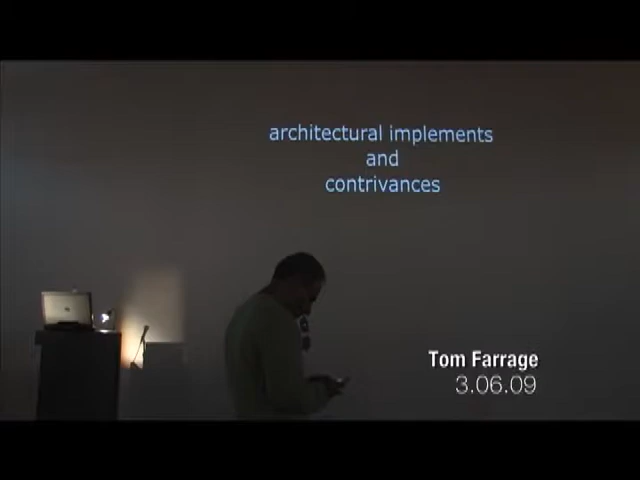 architectural implements
and
contrivances
Tom Farrage
3.06.09